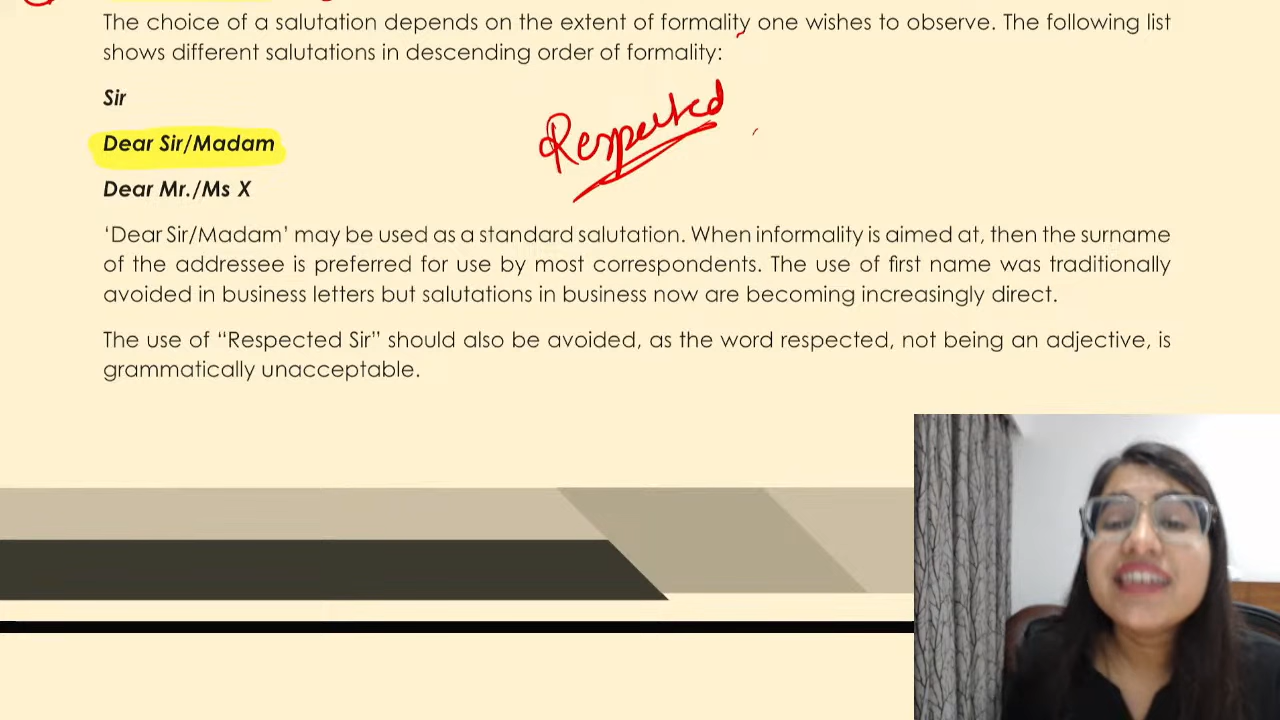 The choice of a salutation depends on the extent of formality one wishes to observe. The following list
shows different salutations in descending order of formality:
Sir
Respected
Dear Sir/Madam
Dear Mr./Ms X
‘Dear Sir/Madam’ may be used as a standard salutation. When informality is aimed at, then the surname
of the addressee is preferred for use by most correspondents. The use of first name was traditionally
avoided in business letters but salutations in business now are becoming increasingly direct.
The use of “Respected Sir” should also be avoided, as the word respected, not being an adjective, is
grammatically unacceptable.